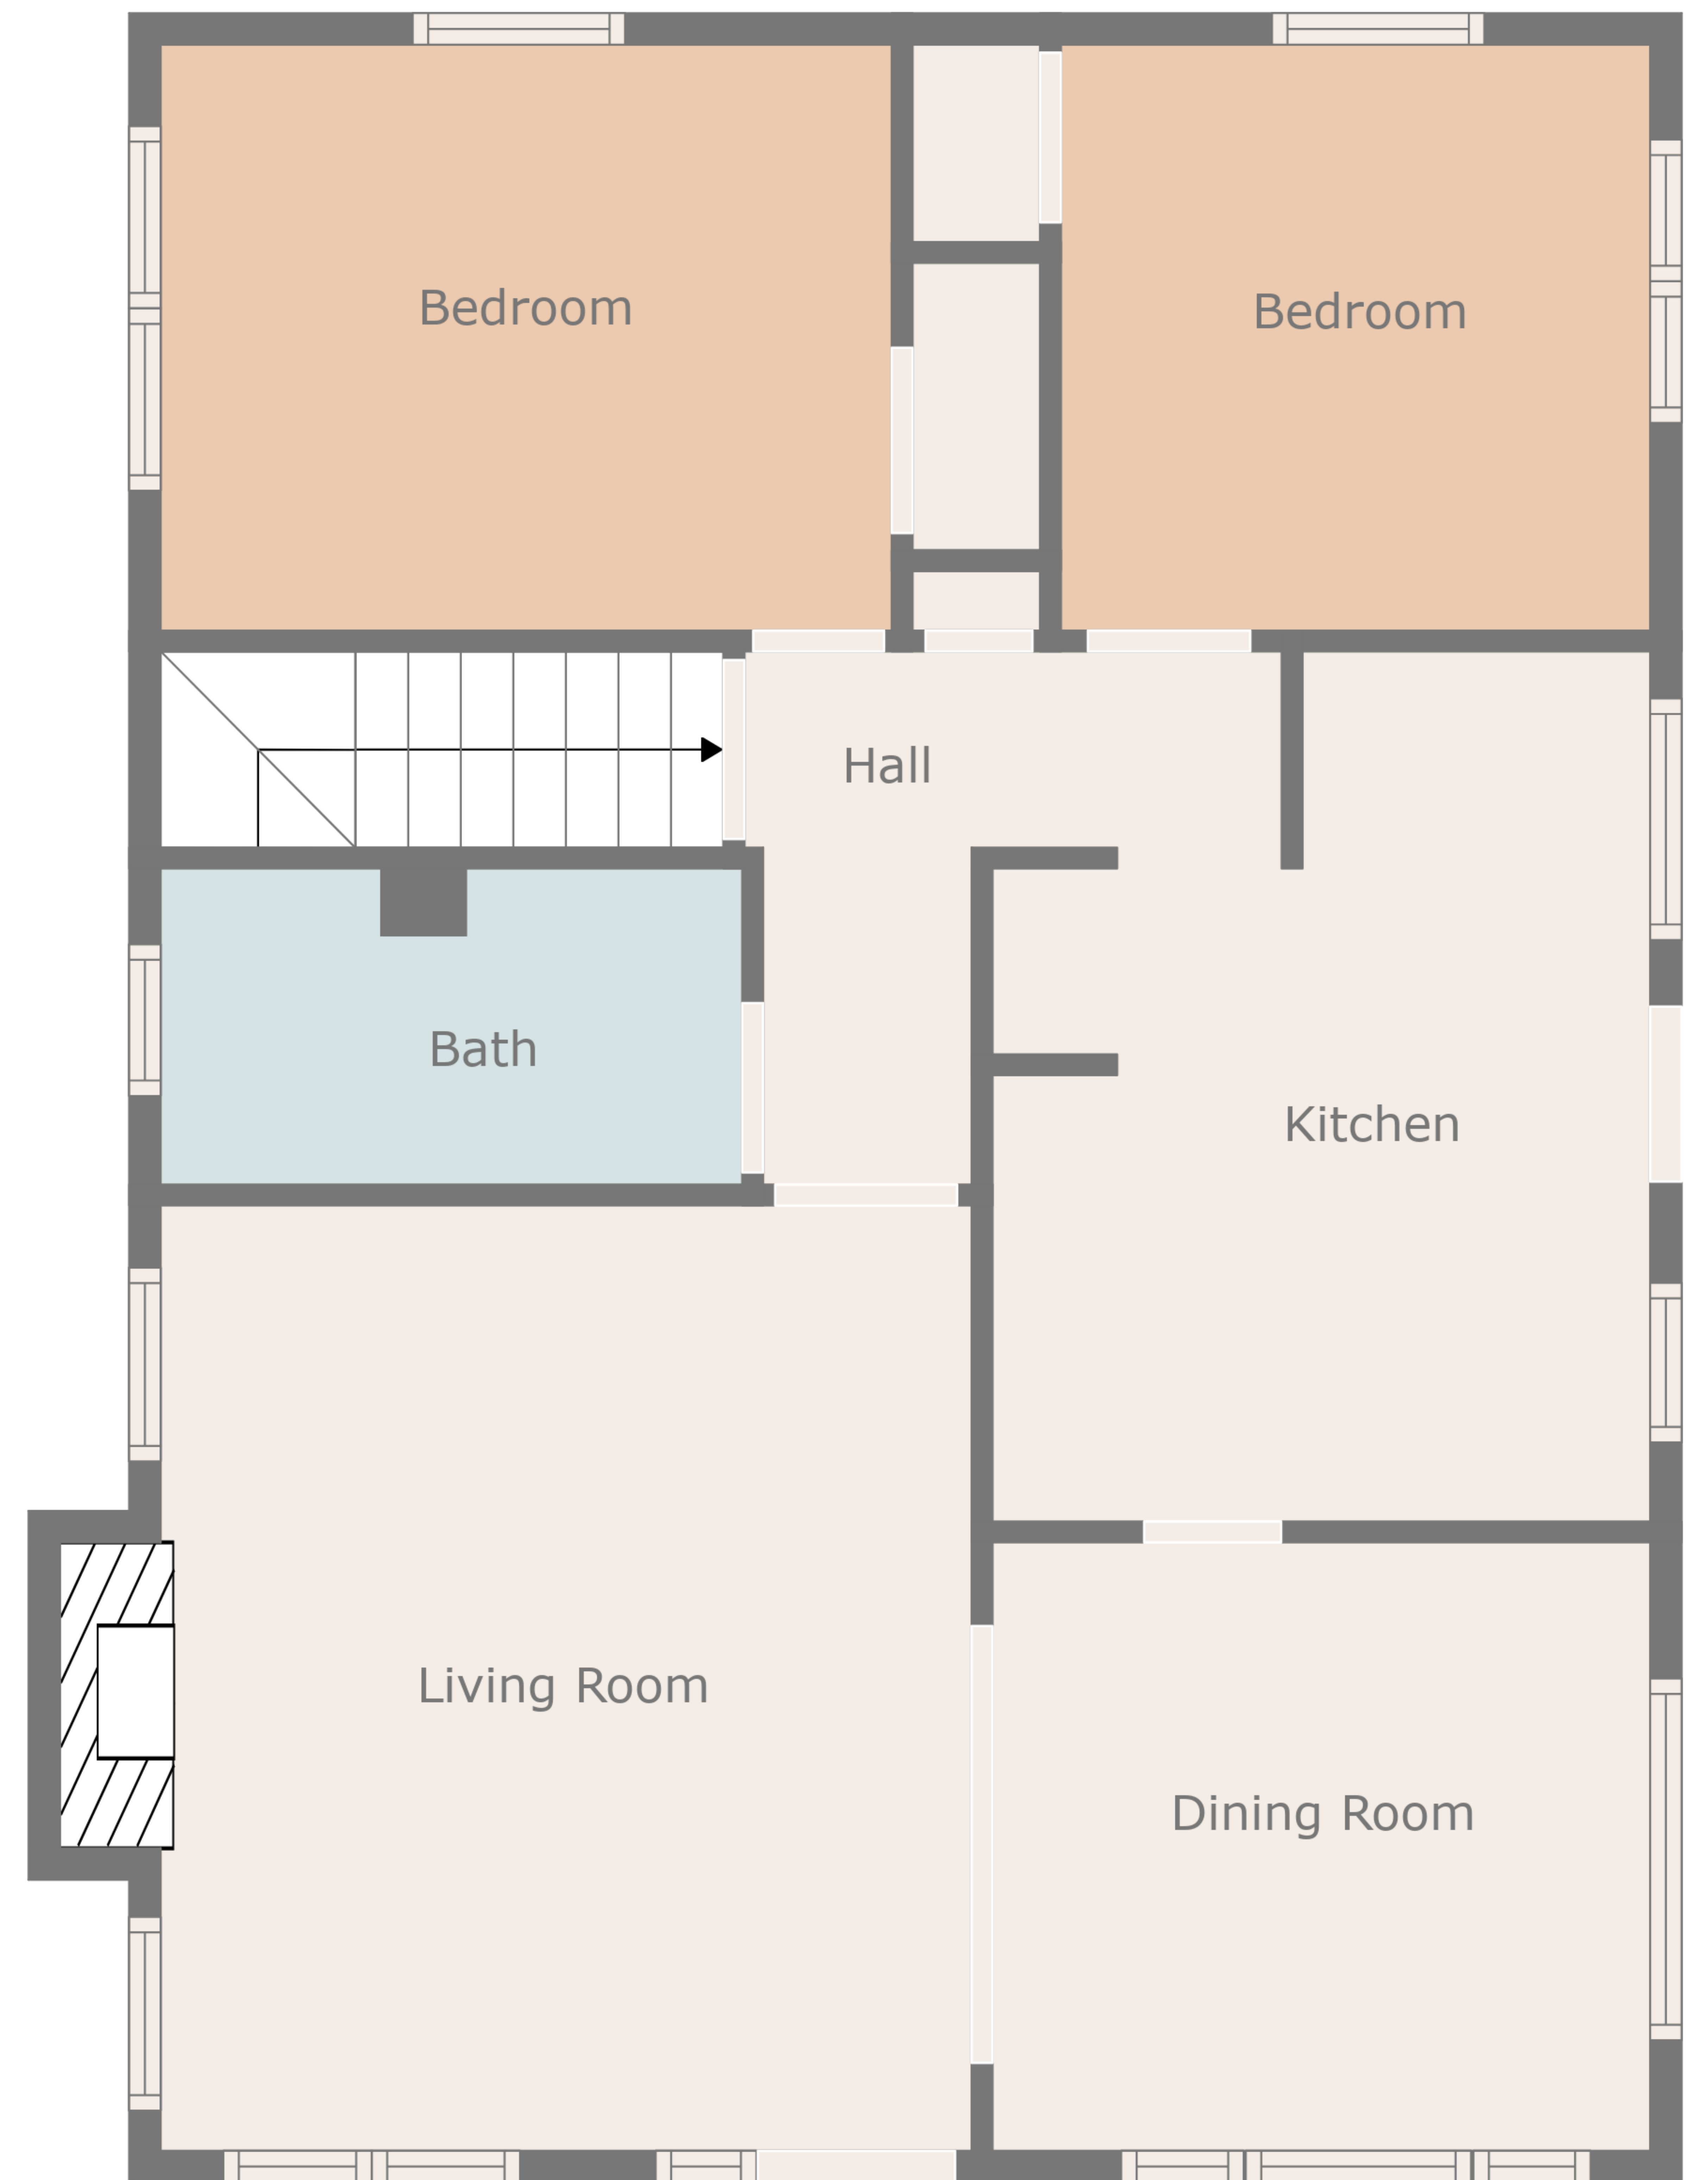 Bedroom
Bedroom
Hall
Bath
Kitchen
Living Room
Dining Room